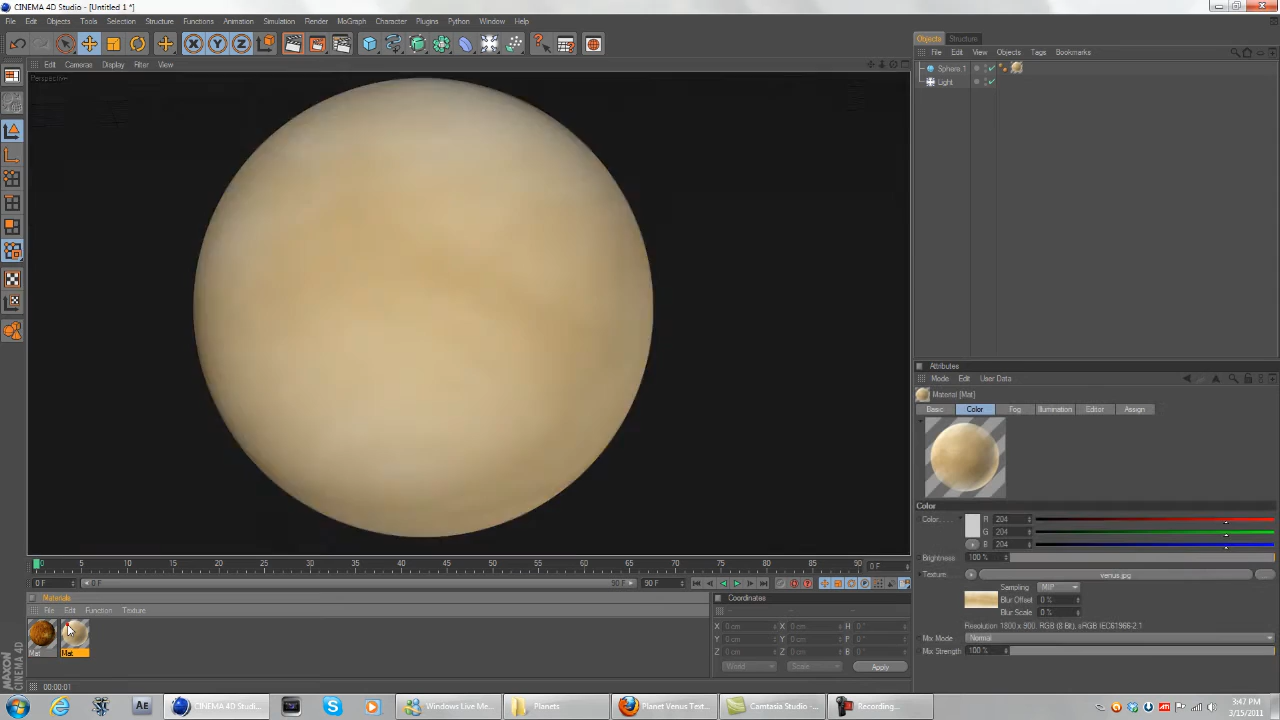 CINEMA 4D Studio - [Untitled 1 *]
File Edit Objects Tools Selection Structure Functions Animation Simulation Render MoGraph Character Plugins Python Window Help
Objects Structure
File Edit View Objects Tags Bookmarks
Edit Cameras Display Filter View
Perspective
Sphere.1
Light
Attributes
Mode Edit User Data
Material [Mat]
Basic Color Fog Illumination Editor Assign
Color
Color. . . . R 204
G 204
B 204
Brightness 100 %
Texture. . . venus.jpg
Sampling MIP
Blur Offset 0 %
Blur Scale 0 %
Resolution 1800 x 900, RGB (8 Bit), sRGB IEC61966-2.1
Mix Mode Normal
Mix Strength 100 %
0 5 10 15 20 25 30 35 40 45 50 55 60 65 70 75 80 85 90 0 F
0 F 0 F 90 F 90 F
Materials
File Edit Function Texture
Mat Mat
Coordinates
X 0 cm X 0 cm H 0 °
Y 0 cm Y 0 cm P 0 °
Z 0 cm Z 0 cm B 0 °
World Scale Apply
MAXON CINEMA 4D
00:00:01
CINEMA 4D Studi... Windows Live Me... Planets Planet Venus Text... Camtasia Studio -... Recording...
3:47 PM
3/15/2011